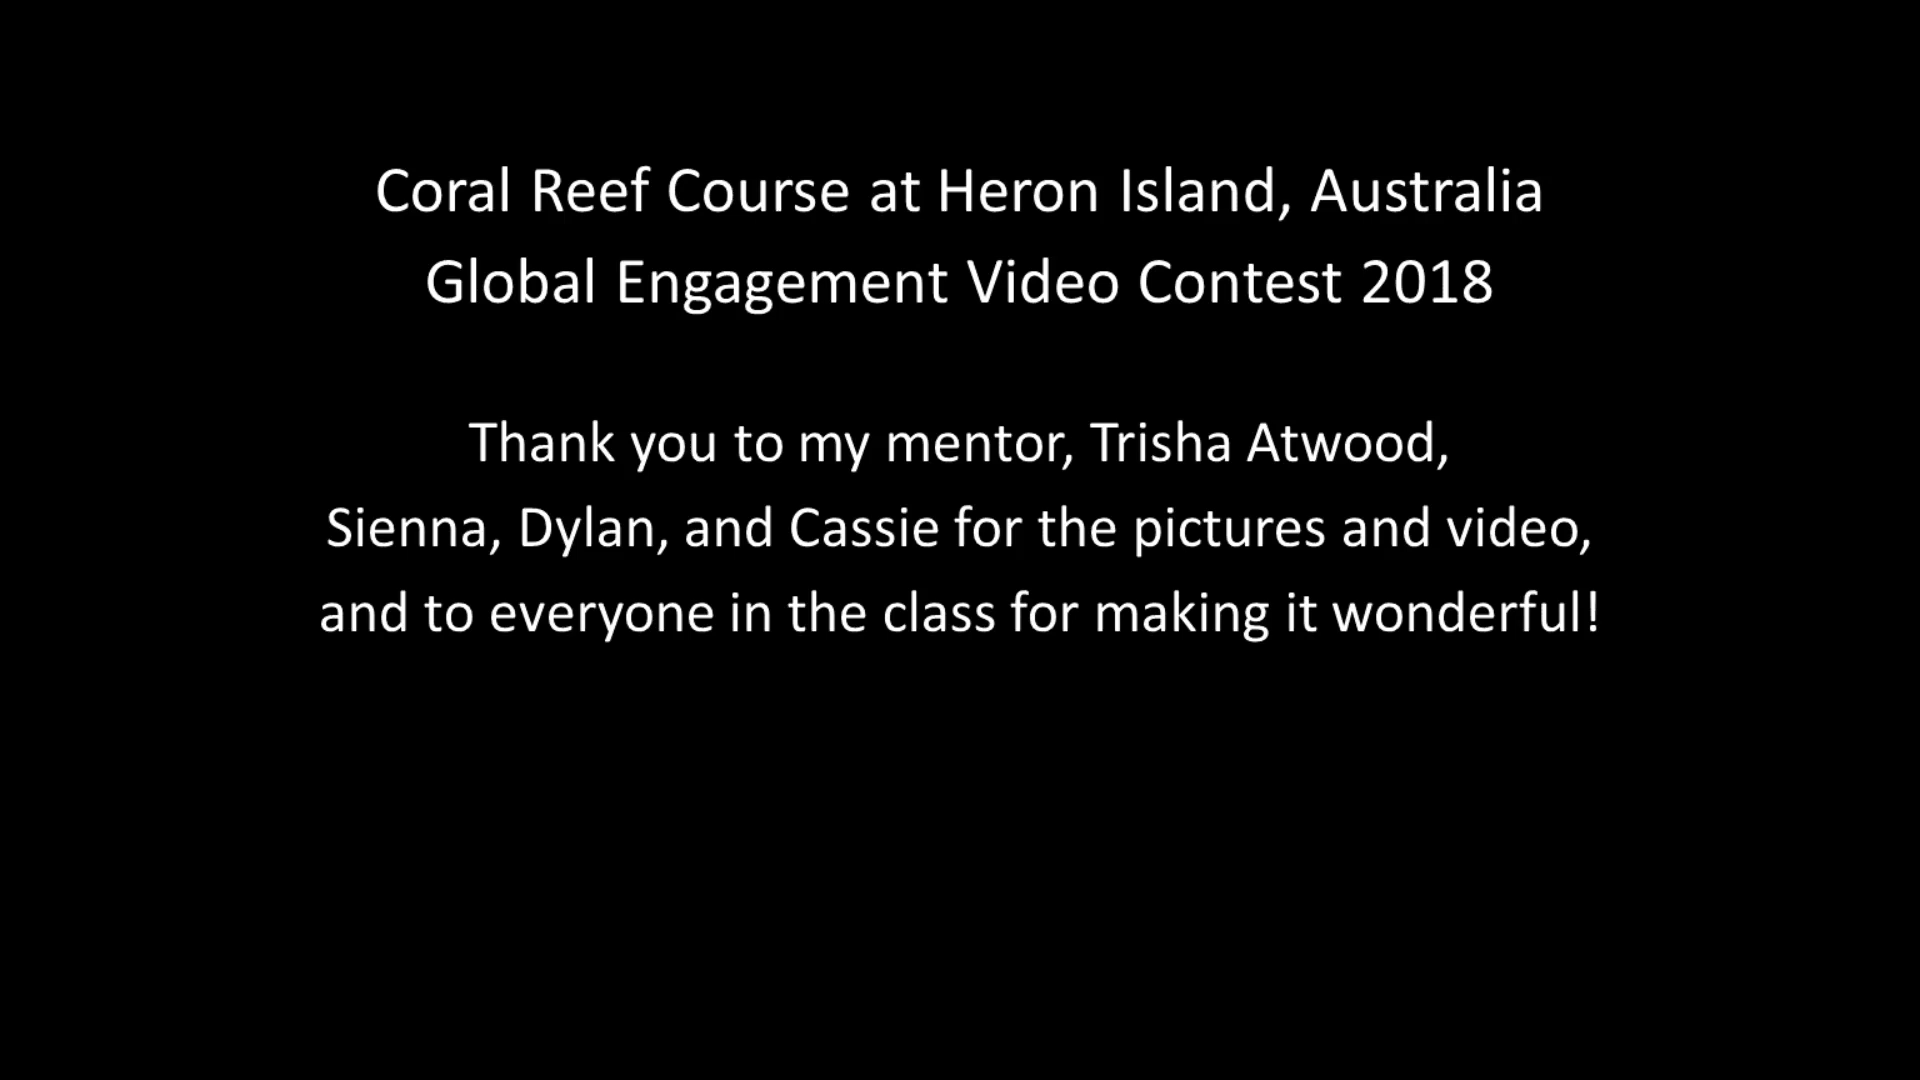 Coral Reef Course at Heron Island, Australia
Global Engagement Video Contest 2018
Thank you to my mentor, Trisha Atwood,
Sienna, Dylan, and Cassie for the pictures and video,
and to everyone in the class for making it wonderful!